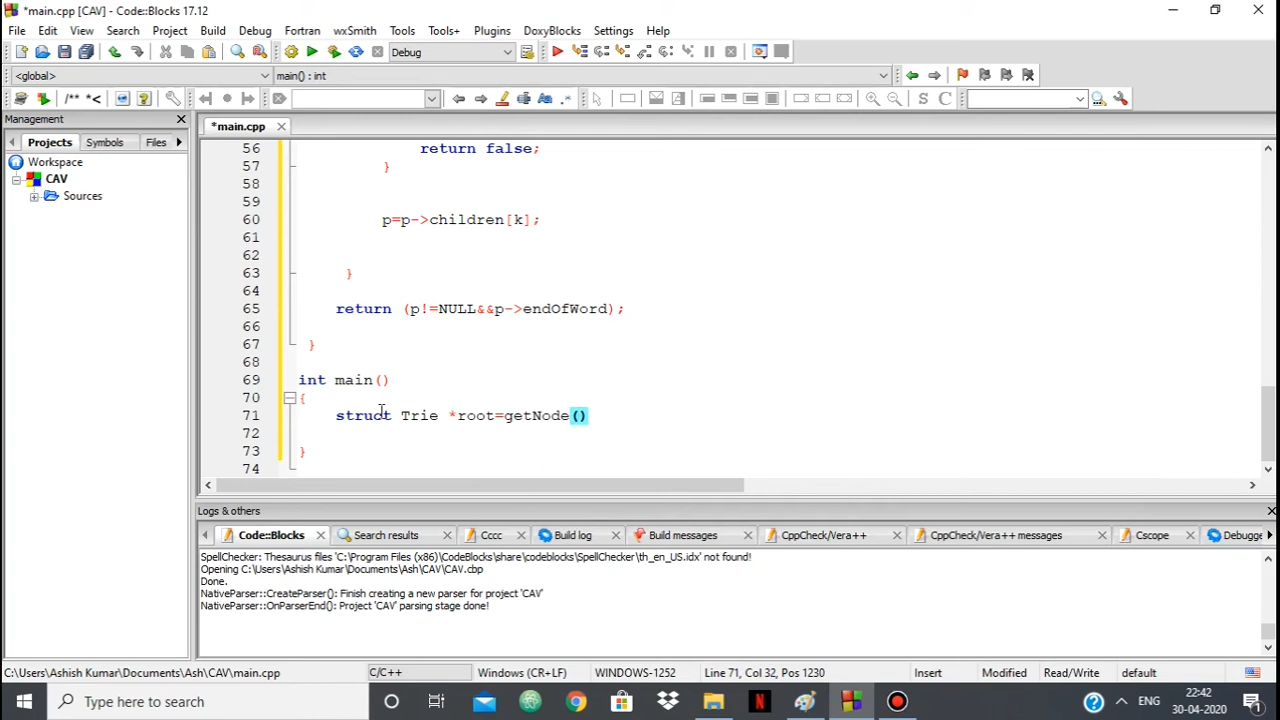 *main.cpp [CAV] - Code::Blocks 17.12
File Edit View Search Project Build Debug Fortran wxSmith Tools Tools+ Plugins DoxyBlocks Settings Help
Debug
<global> main() : int
/** *<
Aa .* S C
Management
Projects Symbols Files
*main.cpp
Workspace
CAV
Sources
56 return false;
57 }
58
59
60 p=p->children[k];
61
62
63 }
64
65 return (p!=NULL&&p->endOfWord);
66
67 }
68
69 int main()
70 {
71 struct Trie *root=getNode()
72
73 }
74
Logs & others
Code::Blocks Search results Cccc Build log Build messages CppCheck/Vera++ CppCheck/Vera++ messages Cscope Debugge
SpellChecker: Thesaurus files 'C:\Program Files (x86)\CodeBlocks\share\codeblocks\SpellChecker\th_en_US.idx' not found!
Opening C:\Users\Ashish Kumar\Documents\Ash\CAV\CAV.cbp
Done.
NativeParser::CreateParser(): Finish creating a new parser for project 'CAV'
NativeParser::OnParserEnd(): Project 'CAV' parsing stage done!
C:\Users\Ashish Kumar\Documents\Ash\CAV\main.cpp C/C++ Windows (CR+LF) WINDOWS-1252 Line 71, Col 32, Pos 1230 Insert Modified Read/Write default
Type here to search
ENG
22:42
30-04-2020
1